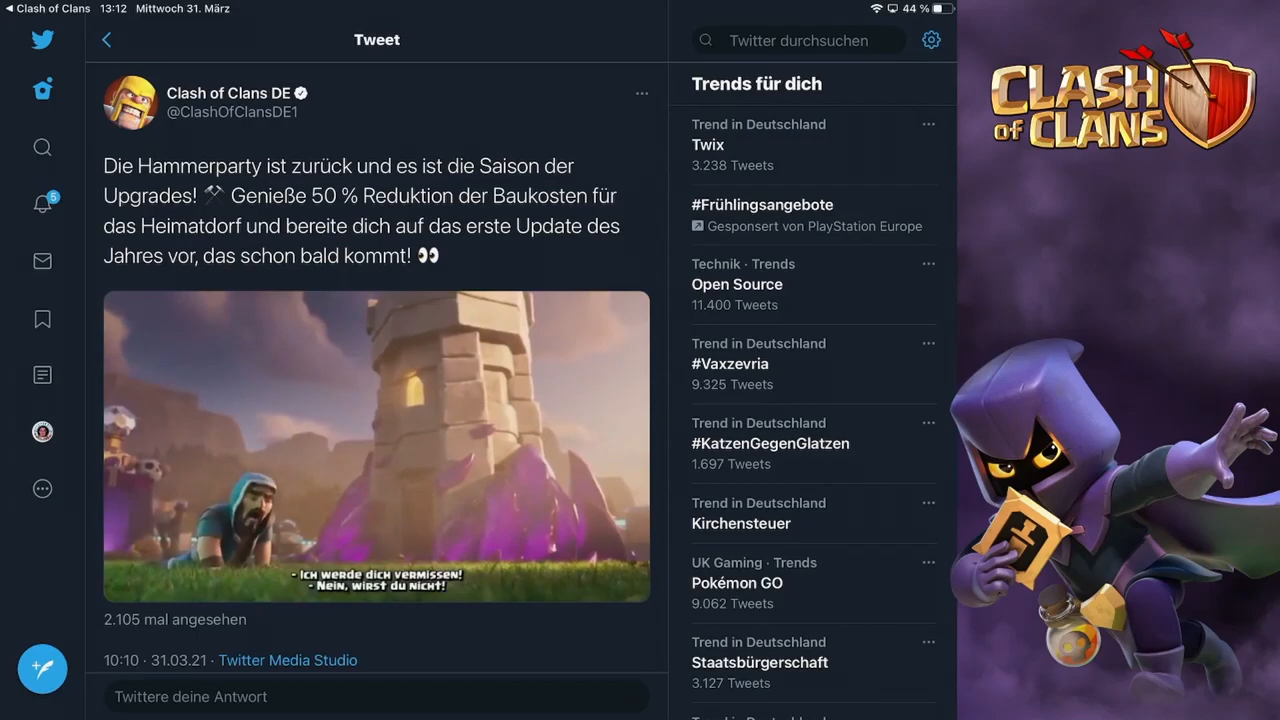 Clash of Clans 13:12 Mittwoch 31. März
44 %
Tweet
Twitter durchsuchen
Clash of Clans DE
@ClashOfClansDE1
5
Die Hammerparty ist zurück und es ist die Saison der
Upgrades! ⚒ Genieße 50 % Reduktion der Baukosten für
das Heimatdorf und bereite dich auf das erste Update des
Jahres vor, das schon bald kommt! 👀
- ICH WERDE DICH VERMISSEN!
- NEIN, WIRST DU NICHT!
2.105 mal angesehen
10:10 · 31.03.21 · Twitter Media Studio
Twittere deine Antwort
Trends für dich
Trend in Deutschland
Twix
3.238 Tweets
#Frühlingsangebote
Gesponsert von PlayStation Europe
Technik · Trends
Open Source
11.400 Tweets
Trend in Deutschland
#Vaxzevria
9.325 Tweets
Trend in Deutschland
#KatzenGegenGlatzen
1.697 Tweets
Trend in Deutschland
Kirchensteuer
UK Gaming · Trends
Pokémon GO
9.062 Tweets
Trend in Deutschland
Staatsbürgerschaft
3.127 Tweets
CLASH
OF CLANS